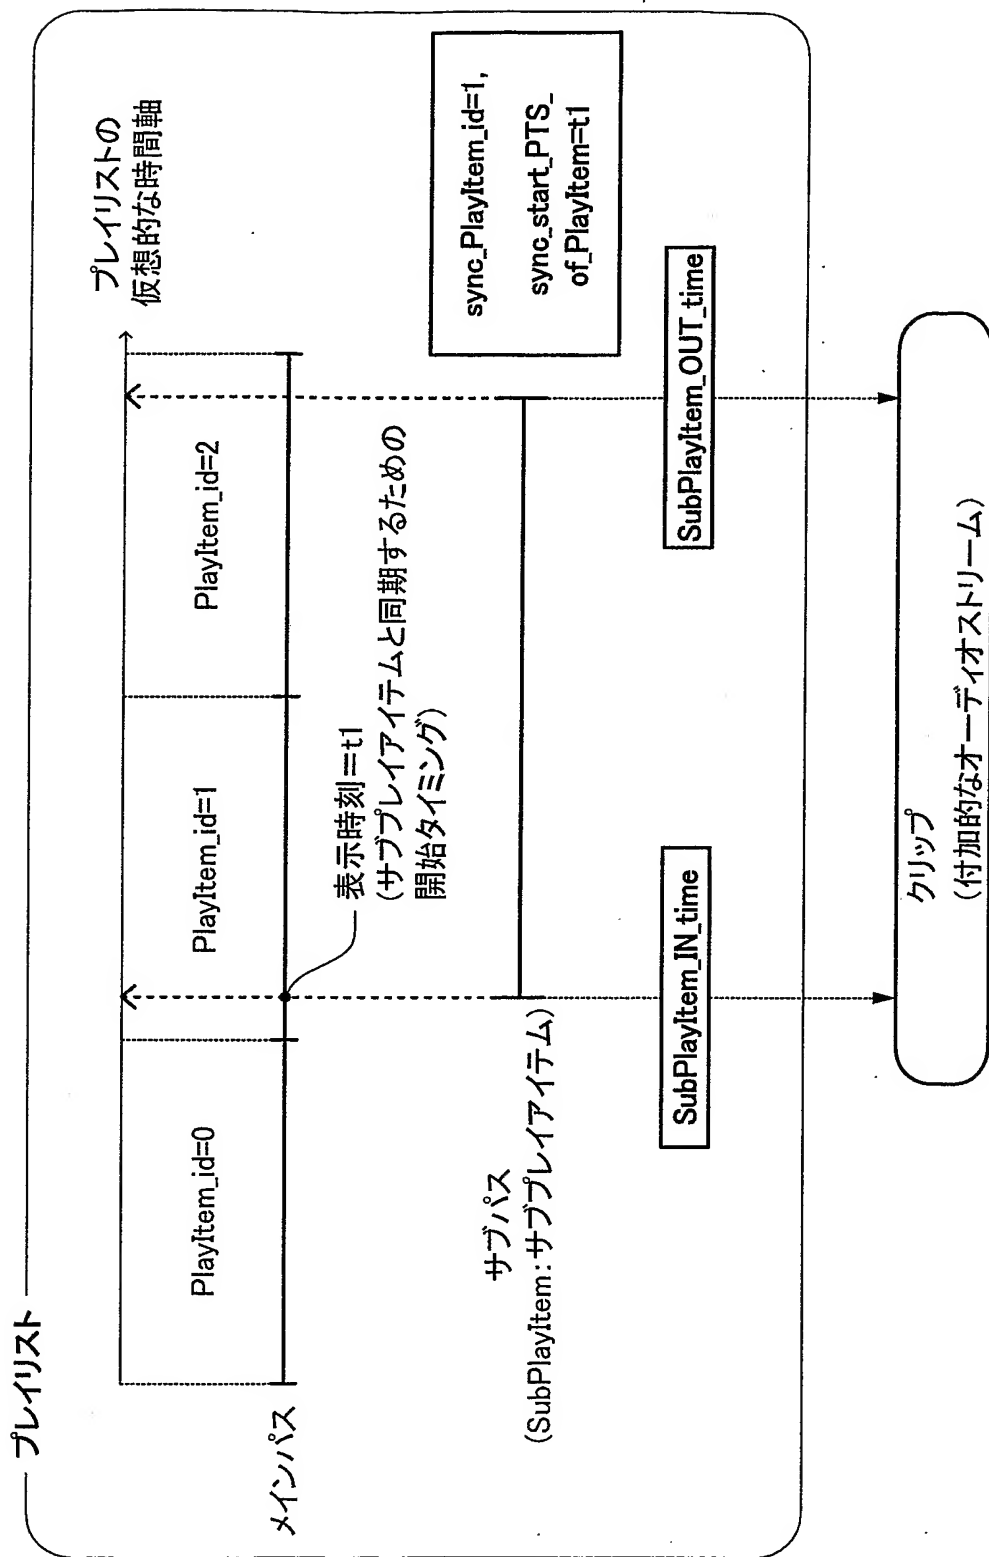 プレイリスト
プレイリストの
仮想的な時間軸
PlayItem_id=0
PlayItem_id=1
PlayItem_id=2
メインパス
表示時刻=t1
(サブプレイアイテムと同期するための
開始タイミング)
sync_PlayItem_id=1,
sync_start_PTS_
of_PlayItem=t1
サブパス
(SubPlayItem:サブプレイアイテム)
SubPlayItem_IN_time
SubPlayItem_OUT_time
クリップ
(付加的なオーディオストリーム)